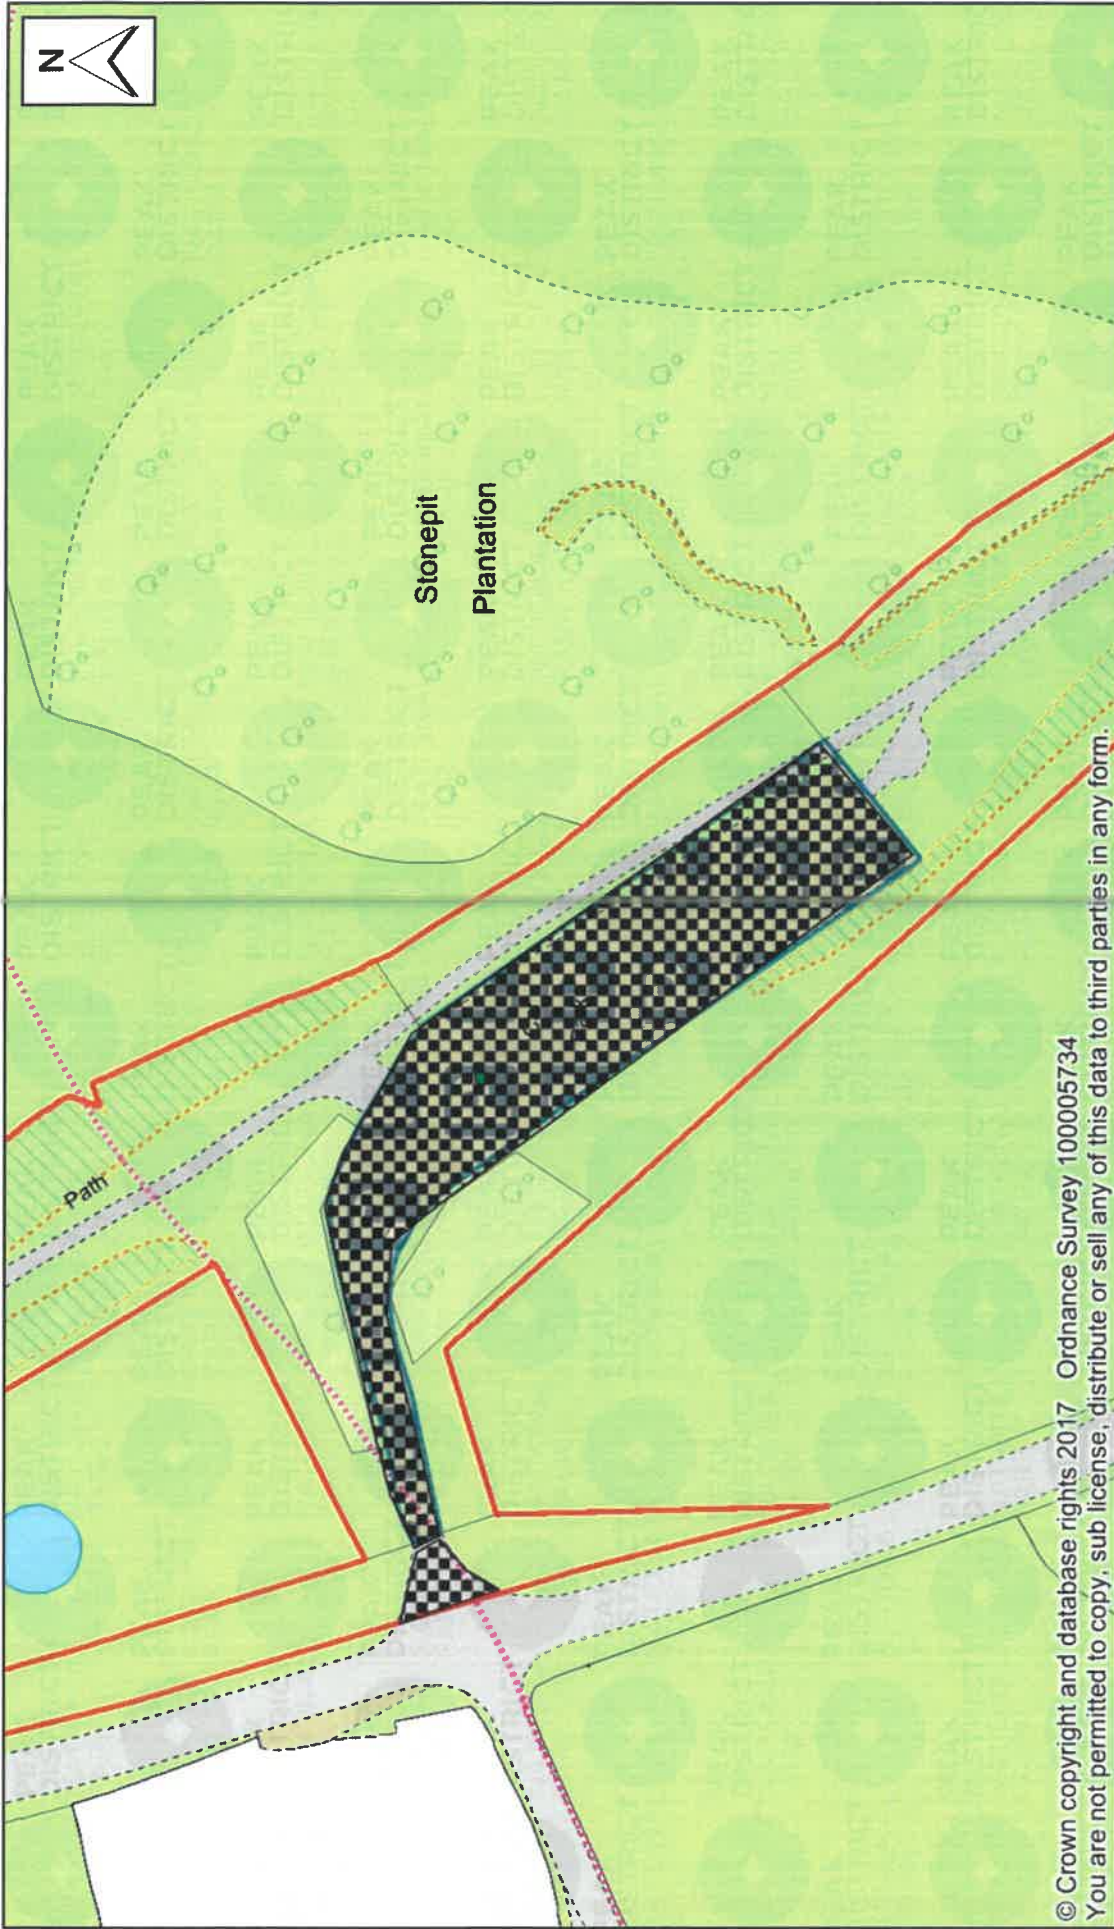 N
Path
Stonepit
Plantation
© Crown copyright and database rights 2017 Ordnance Survey 100005734
You are not permitted to copy, sub license, distribute or sell any of this data to third parties in any form.